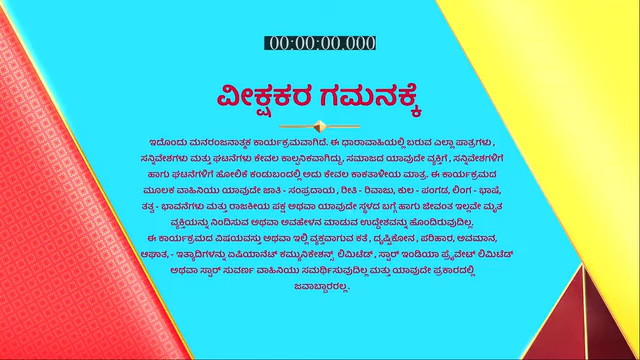 00:00:00.000
ವೀಕ್ಷಕರ ಗಮನಕ್ಕೆ
ಇದೊಂದು ಮನರಂಜನಾತ್ಮಕ ಕಾರ್ಯಕ್ರಮವಾಗಿದೆ. ಈ ಧಾರಾವಾಹಿಯಲ್ಲಿ ಬರುವ ಎಲ್ಲಾ ಪಾತ್ರಗಳು ,
ಸನ್ನಿವೇಶಗಳು ಮತ್ತು ಘಟನೆಗಳು ಕೇವಲ ಕಾಲ್ಪನಿಕವಾಗಿದ್ದು, ಸಮಾಜದ ಯಾವುದೇ ವ್ಯಕ್ತಿಗೆ , ಸನ್ನಿವೇಶಗಳಿಗೆ
ಹಾಗು ಘಟನೆಗಳಿಗೆ ಹೋಲಿಕೆ ಕಂಡುಬಂದಲ್ಲಿ ಅದು ಕೇವಲ ಕಾಕತಾಳೀಯ ಮಾತ್ರ. ಈ ಕಾರ್ಯಕ್ರಮದ
ಮೂಲಕ ವಾಹಿನಿಯು ಯಾವುದೇ ಜಾತಿ - ಸಂಪ್ರದಾಯ , ರೀತಿ - ರಿವಾಜು, ಕುಲ - ಪಂಗಡ, ಲಿಂಗ - ಭಾಷೆ,
ತತ್ವ - ಭಾವನೆಗಳು ಮತ್ತು ರಾಜಕೀಯ ಪಕ್ಷ ಅಥವಾ ಯಾವುದೇ ಸ್ಥಳದ ಬಗ್ಗೆ ಹಾಗು ಜೀವಂತ ಇಲ್ಲವೇ ಮೃತ
ವ್ಯಕ್ತಿಯನ್ನು ನಿಂದಿಸುವ ಅಥವಾ ಅವಹೇಳನ ಮಾಡುವ ಉದ್ದೇಶವನ್ನು ಹೊಂದಿರುವುದಿಲ್ಲ.
ಈ ಕಾರ್ಯಕ್ರಮದ ವಿಷಯವಸ್ತು ಅಥವಾ ಇಲ್ಲಿ ವ್ಯಕ್ತವಾಗುವ ಕತೆ , ದೃಷ್ಟಿಕೋನ , ಪರಿಹಾರ, ಅವಮಾನ,
ಆಘಾತ, - ಇತ್ಯಾದಿಗಳನ್ನು ಏಷಿಯಾನೆಟ್ ಕಮ್ಯುನಿಕೇಶನ್ಸ್ ಲಿಮಿಟೆಡ್ , ಸ್ಟಾರ್ ಇಂಡಿಯಾ ಪ್ರೈವೇಟ್ ಲಿಮಿಟೆಡ್
ಅಥವಾ ಸ್ಟಾರ್ ಸುವರ್ಣ ವಾಹಿನಿಯು ಸಮರ್ಥಿಸುವುದಿಲ್ಲ ಮತ್ತು ಯಾವುದೇ ಪ್ರಕಾರದಲ್ಲಿ
ಜವಾಬ್ದಾರರಲ್ಲ.